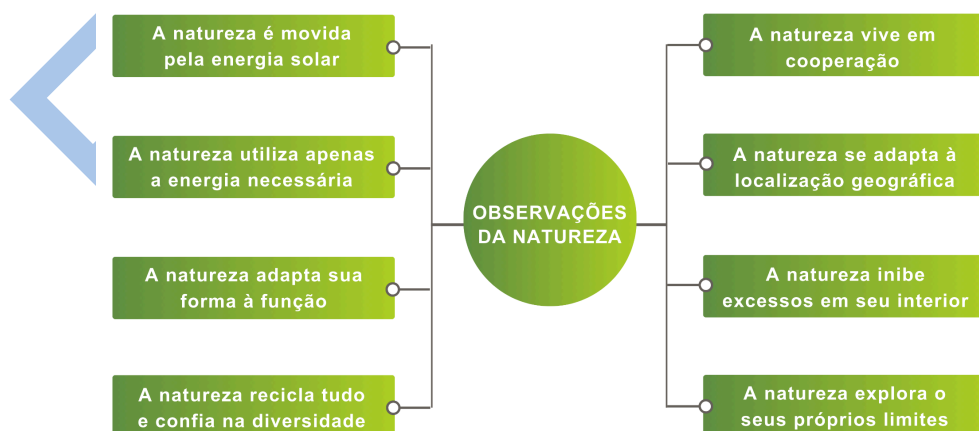 A natureza é movida
pela energia solar
A natureza utiliza apenas
a energia necessária
A natureza adapta sua
forma à função
A natureza recicla tudo
e confia na diversidade
OBSERVAÇÕES
DA NATUREZA
A natureza vive em
cooperação
A natureza se adapta à
localização geográfica
A natureza inibe
excessos em seu interior
A natureza explora o
seus próprios limites